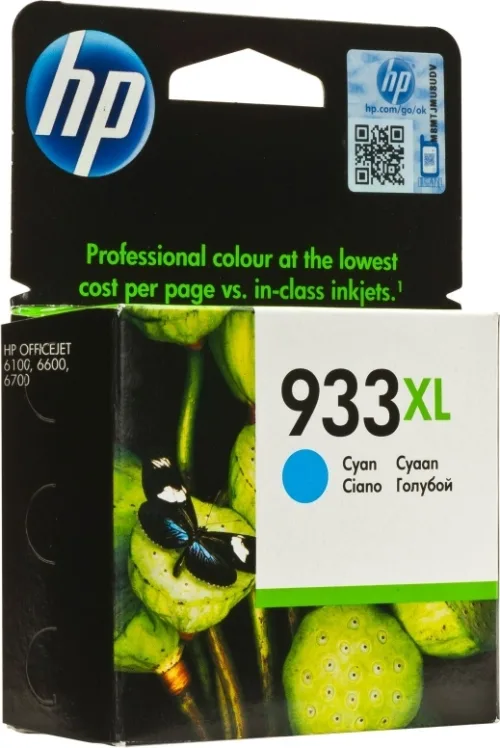 hp
hp
hp.com/go/ok
Professional colour at the lowest
cost per page vs. in-class inkjets.¹
HP OFFICEJET
6100, 6600,
6700
933XL
Cyan Cyaan
Ciano Голубой